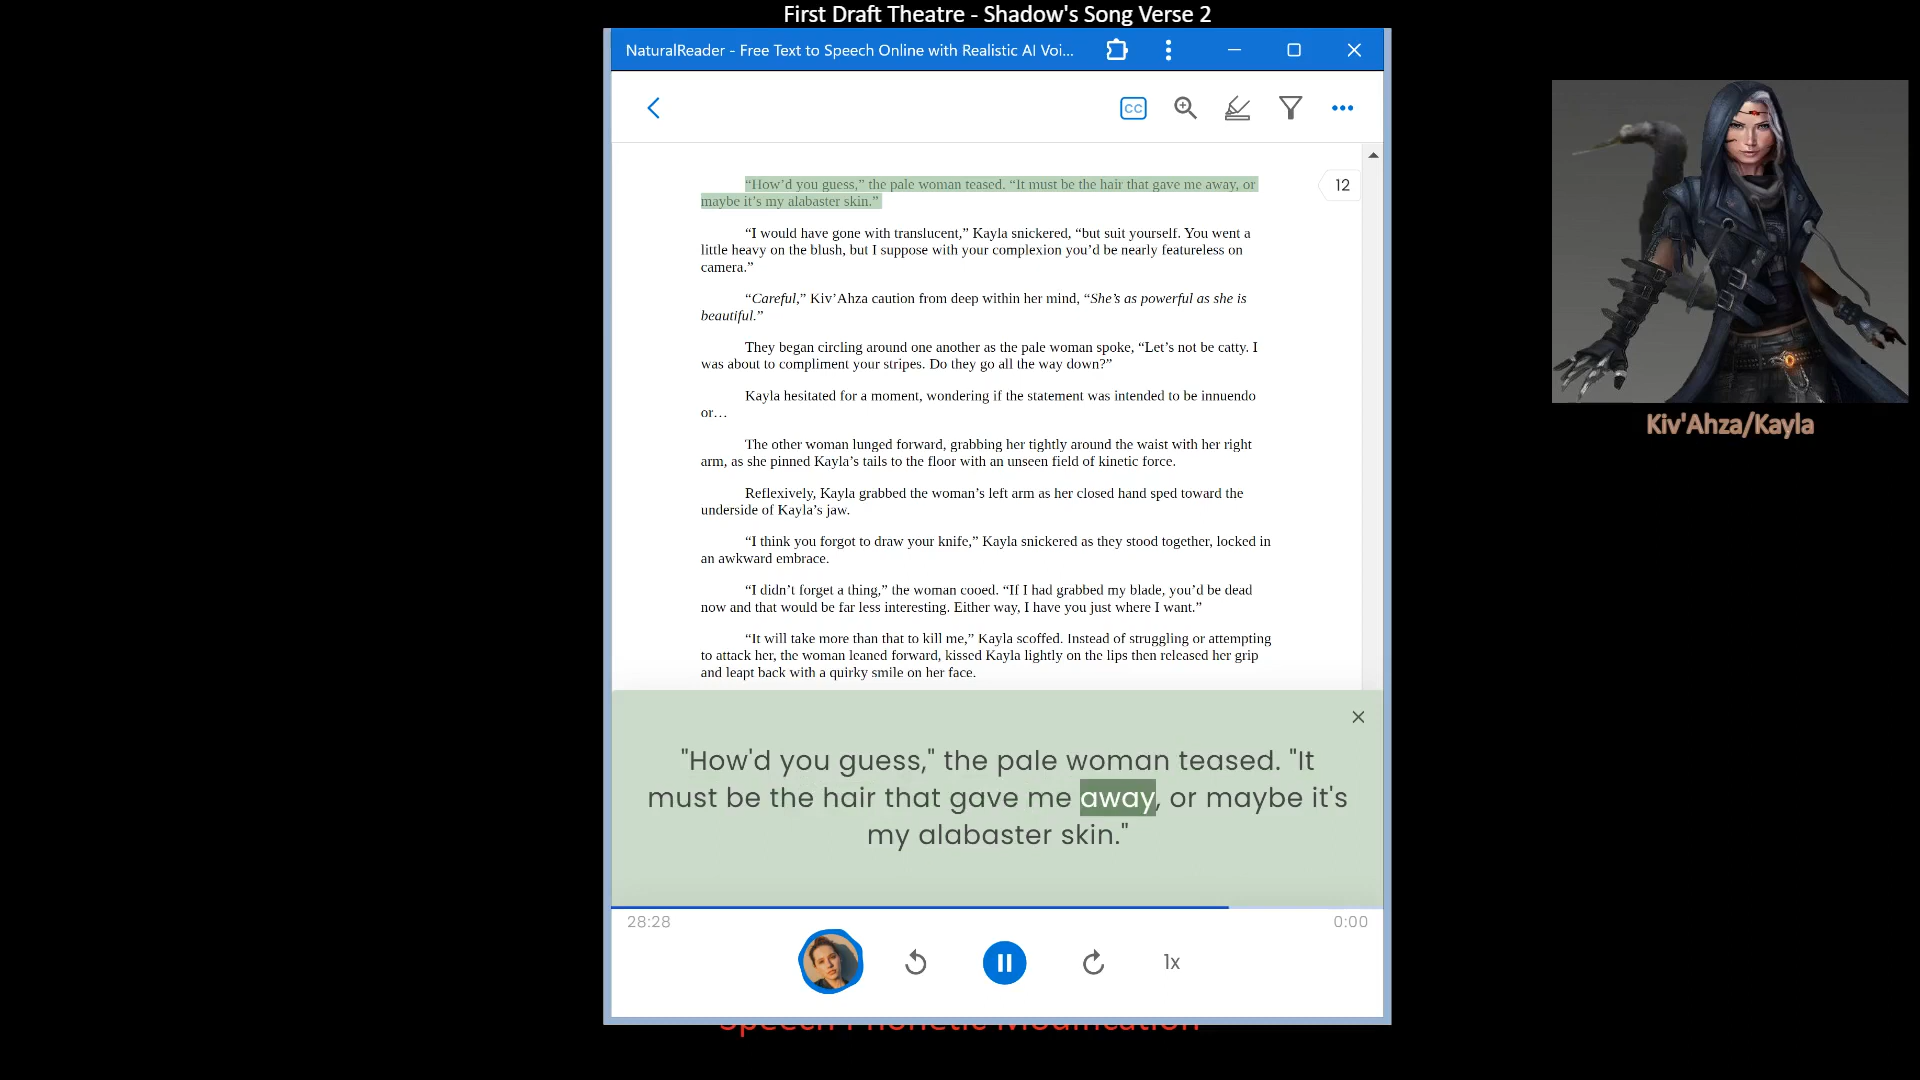 First Draft Theatre - Shadow's Song Verse 2
NaturalReader - Free Text to Speech Online with Realistic AI Voi...
CC
12
“How’d you guess,” the pale woman teased. “It must be the hair that gave me away, or
maybe it’s my alabaster skin.”
“I would have gone with translucent,” Kayla snickered, “but suit yourself. You went a
little heavy on the blush, but I suppose with your complexion you’d be nearly featureless on
camera.”
“Careful,” Kiv’Ahza caution from deep within her mind, “She’s as powerful as she is
beautiful.”
They began circling around one another as the pale woman spoke, “Let’s not be catty. I
was about to compliment your stripes. Do they go all the way down?”
Kayla hesitated for a moment, wondering if the statement was intended to be innuendo
or…
The other woman lunged forward, grabbing her tightly around the waist with her right
arm, as she pinned Kayla’s tails to the floor with an unseen field of kinetic force.
Reflexively, Kayla grabbed the woman’s left arm as her closed hand sped toward the
underside of Kayla’s jaw.
“I think you forgot to draw your knife,” Kayla snickered as they stood together, locked in
an awkward embrace.
“I didn’t forget a thing,” the woman cooed. “If I had grabbed my blade, you’d be dead
now and that would be far less interesting. Either way, I have you just where I want.”
“It will take more than that to kill me,” Kayla scoffed. Instead of struggling or attempting
to attack her, the woman leaned forward, kissed Kayla lightly on the lips then released her grip
and leapt back with a quirky smile on her face.
"How'd you guess," the pale woman teased. "It
must be the hair that gave me away, or maybe it's
my alabaster skin."
28:28
0:00
1x
Speech Phonetic Modification
Kiv'Ahza/Kayla